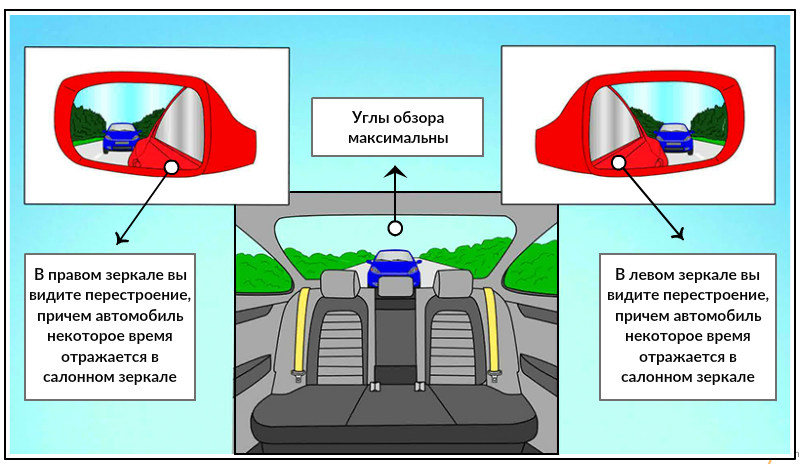 Углы обзора
максимальны
В правом зеркале вы
видите перестроение,
причем автомобиль
некоторое время
отражается в
салонном зеркале
В левом зеркале вы
видите перестроение,
причем автомобиль
некоторое время
отражается в
салонном зеркале